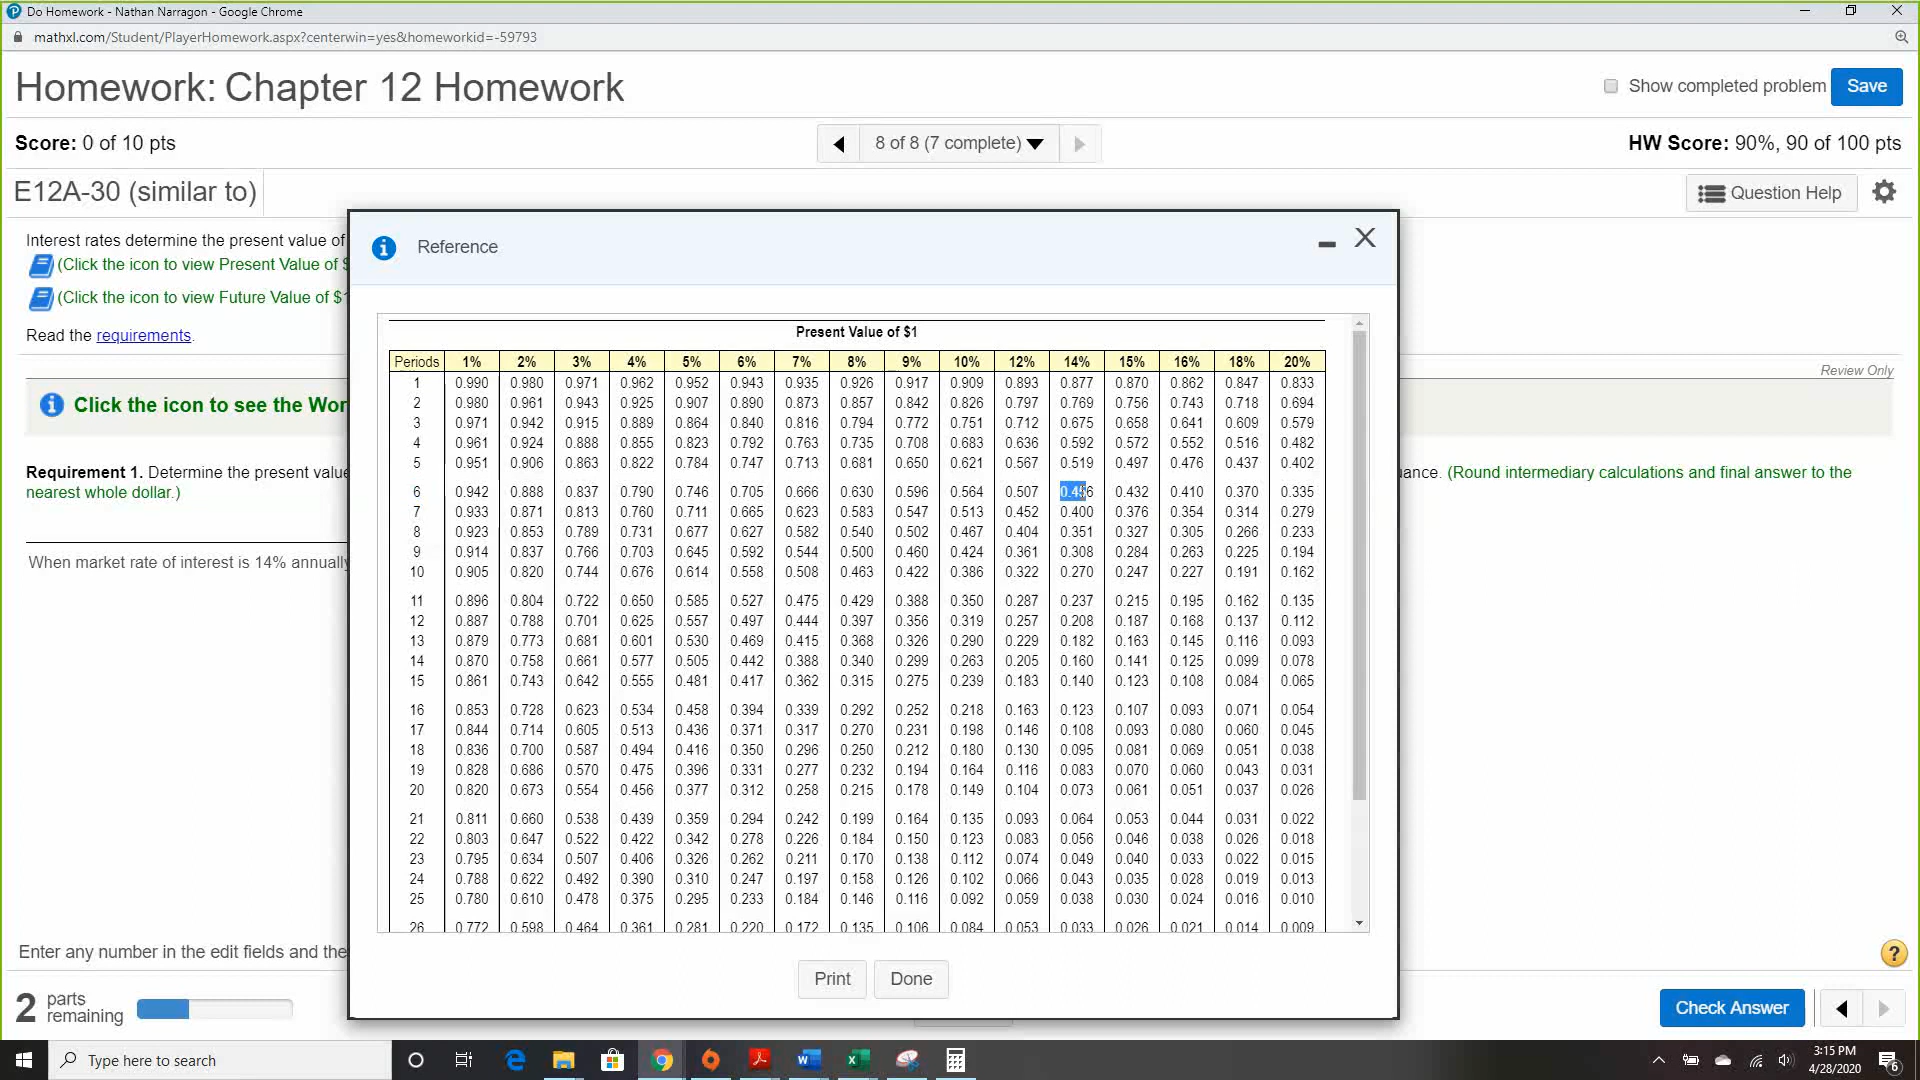 Do Homework - Nathan Narragon - Google Chrome
mathxl.com/Student/PlayerHomework.aspx?centerwin=yes&homeworkid=-59793
Homework: Chapter 12 Homework
Show completed problem
Save
Score: 0 of 10 pts
8 of 8 (7 complete)
HW Score: 90%, 90 of 100 pts
E12A-30 (similar to)
Question Help
Interest rates determine the present value of
(Click the icon to view Present Value of $
(Click the icon to view Future Value of $1
Read the requirements.
Review Only
Click the icon to see the Wor
Requirement 1. Determine the present value
ance. (Round intermediary calculations and final answer to the
nearest whole dollar.)
When market rate of interest is 14% annually
Reference
Present Value of $1
Periods 1% 2% 3% 4% 5% 6% 7% 8% 9% 10% 12% 14% 15% 16% 18% 20%
1 0.990 0.980 0.971 0.962 0.952 0.943 0.935 0.926 0.917 0.909 0.893 0.877 0.870 0.862 0.847 0.833
2 0.980 0.961 0.943 0.925 0.907 0.890 0.873 0.857 0.842 0.826 0.797 0.769 0.756 0.743 0.718 0.694
3 0.971 0.942 0.915 0.889 0.864 0.840 0.816 0.794 0.772 0.751 0.712 0.675 0.658 0.641 0.609 0.579
4 0.961 0.924 0.888 0.855 0.823 0.792 0.763 0.735 0.708 0.683 0.636 0.592 0.572 0.552 0.516 0.482
5 0.951 0.906 0.863 0.822 0.784 0.747 0.713 0.681 0.650 0.621 0.567 0.519 0.497 0.476 0.437 0.402
6 0.942 0.888 0.837 0.790 0.746 0.705 0.666 0.630 0.596 0.564 0.507 0.456 0.432 0.410 0.370 0.335
7 0.933 0.871 0.813 0.760 0.711 0.665 0.623 0.583 0.547 0.513 0.452 0.400 0.376 0.354 0.314 0.279
8 0.923 0.853 0.789 0.731 0.677 0.627 0.582 0.540 0.502 0.467 0.404 0.351 0.327 0.305 0.266 0.233
9 0.914 0.837 0.766 0.703 0.645 0.592 0.544 0.500 0.460 0.424 0.361 0.308 0.284 0.263 0.225 0.194
10 0.905 0.820 0.744 0.676 0.614 0.558 0.508 0.463 0.422 0.386 0.322 0.270 0.247 0.227 0.191 0.162
11 0.896 0.804 0.722 0.650 0.585 0.527 0.475 0.429 0.388 0.350 0.287 0.237 0.215 0.195 0.162 0.135
12 0.887 0.788 0.701 0.625 0.557 0.497 0.444 0.397 0.356 0.319 0.257 0.208 0.187 0.168 0.137 0.112
13 0.879 0.773 0.681 0.601 0.530 0.469 0.415 0.368 0.326 0.290 0.229 0.182 0.163 0.145 0.116 0.093
14 0.870 0.758 0.661 0.577 0.505 0.442 0.388 0.340 0.299 0.263 0.205 0.160 0.141 0.125 0.099 0.078
15 0.861 0.743 0.642 0.555 0.481 0.417 0.362 0.315 0.275 0.239 0.183 0.140 0.123 0.108 0.084 0.065
16 0.853 0.728 0.623 0.534 0.458 0.394 0.339 0.292 0.252 0.218 0.163 0.123 0.107 0.093 0.071 0.054
17 0.844 0.714 0.605 0.513 0.436 0.371 0.317 0.270 0.231 0.198 0.146 0.108 0.093 0.080 0.060 0.045
18 0.836 0.700 0.587 0.494 0.416 0.350 0.296 0.250 0.212 0.180 0.130 0.095 0.081 0.069 0.051 0.038
19 0.828 0.686 0.570 0.475 0.396 0.331 0.277 0.232 0.194 0.164 0.116 0.083 0.070 0.060 0.043 0.031
20 0.820 0.673 0.554 0.456 0.377 0.312 0.258 0.215 0.178 0.149 0.104 0.073 0.061 0.051 0.037 0.026
21 0.811 0.660 0.538 0.439 0.359 0.294 0.242 0.199 0.164 0.135 0.093 0.064 0.053 0.044 0.031 0.022
22 0.803 0.647 0.522 0.422 0.342 0.278 0.226 0.184 0.150 0.123 0.083 0.056 0.046 0.038 0.026 0.018
23 0.795 0.634 0.507 0.406 0.326 0.262 0.211 0.170 0.138 0.112 0.074 0.049 0.040 0.033 0.022 0.015
24 0.788 0.622 0.492 0.390 0.310 0.247 0.197 0.158 0.126 0.102 0.066 0.043 0.035 0.028 0.019 0.013
25 0.780 0.610 0.478 0.375 0.295 0.233 0.184 0.146 0.116 0.092 0.059 0.038 0.030 0.024 0.016 0.010
26 0.772 0.598 0.464 0.361 0.281 0.220 0.172 0.135 0.106 0.084 0.053 0.033 0.026 0.021 0.014 0.009
Print
Done
Enter any number in the edit fields and the
?
2 parts remaining
Check Answer
Type here to search
3:15 PM
4/28/2020
6